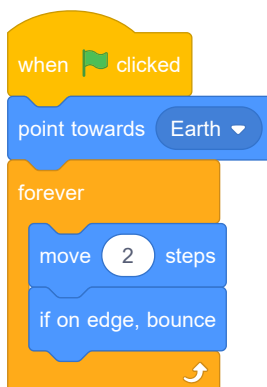 when clicked
point towards Earth
forever
move 2 steps
if on edge, bounce